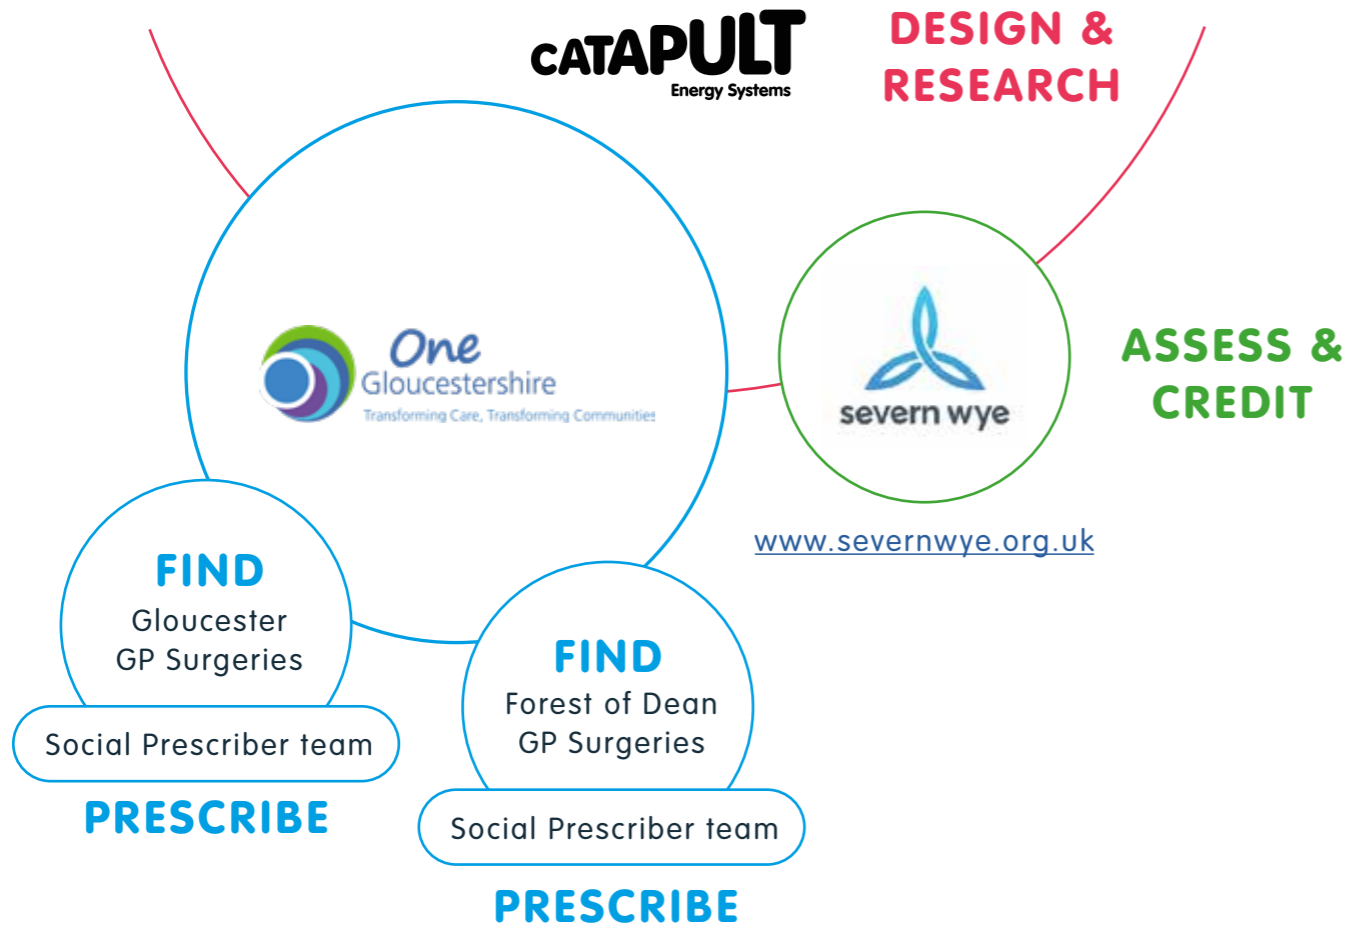 CATAPULT
Energy Systems
DESIGN &
RESEARCH
One
Gloucestershire
Transforming Care, Transforming Communities
severn wye
ASSESS &
CREDIT
www.severnwye.org.uk
FIND
Gloucester
GP Surgeries
Social Prescriber team
PRESCRIBE
FIND
Forest of Dean
GP Surgeries
Social Prescriber team
PRESCRIBE